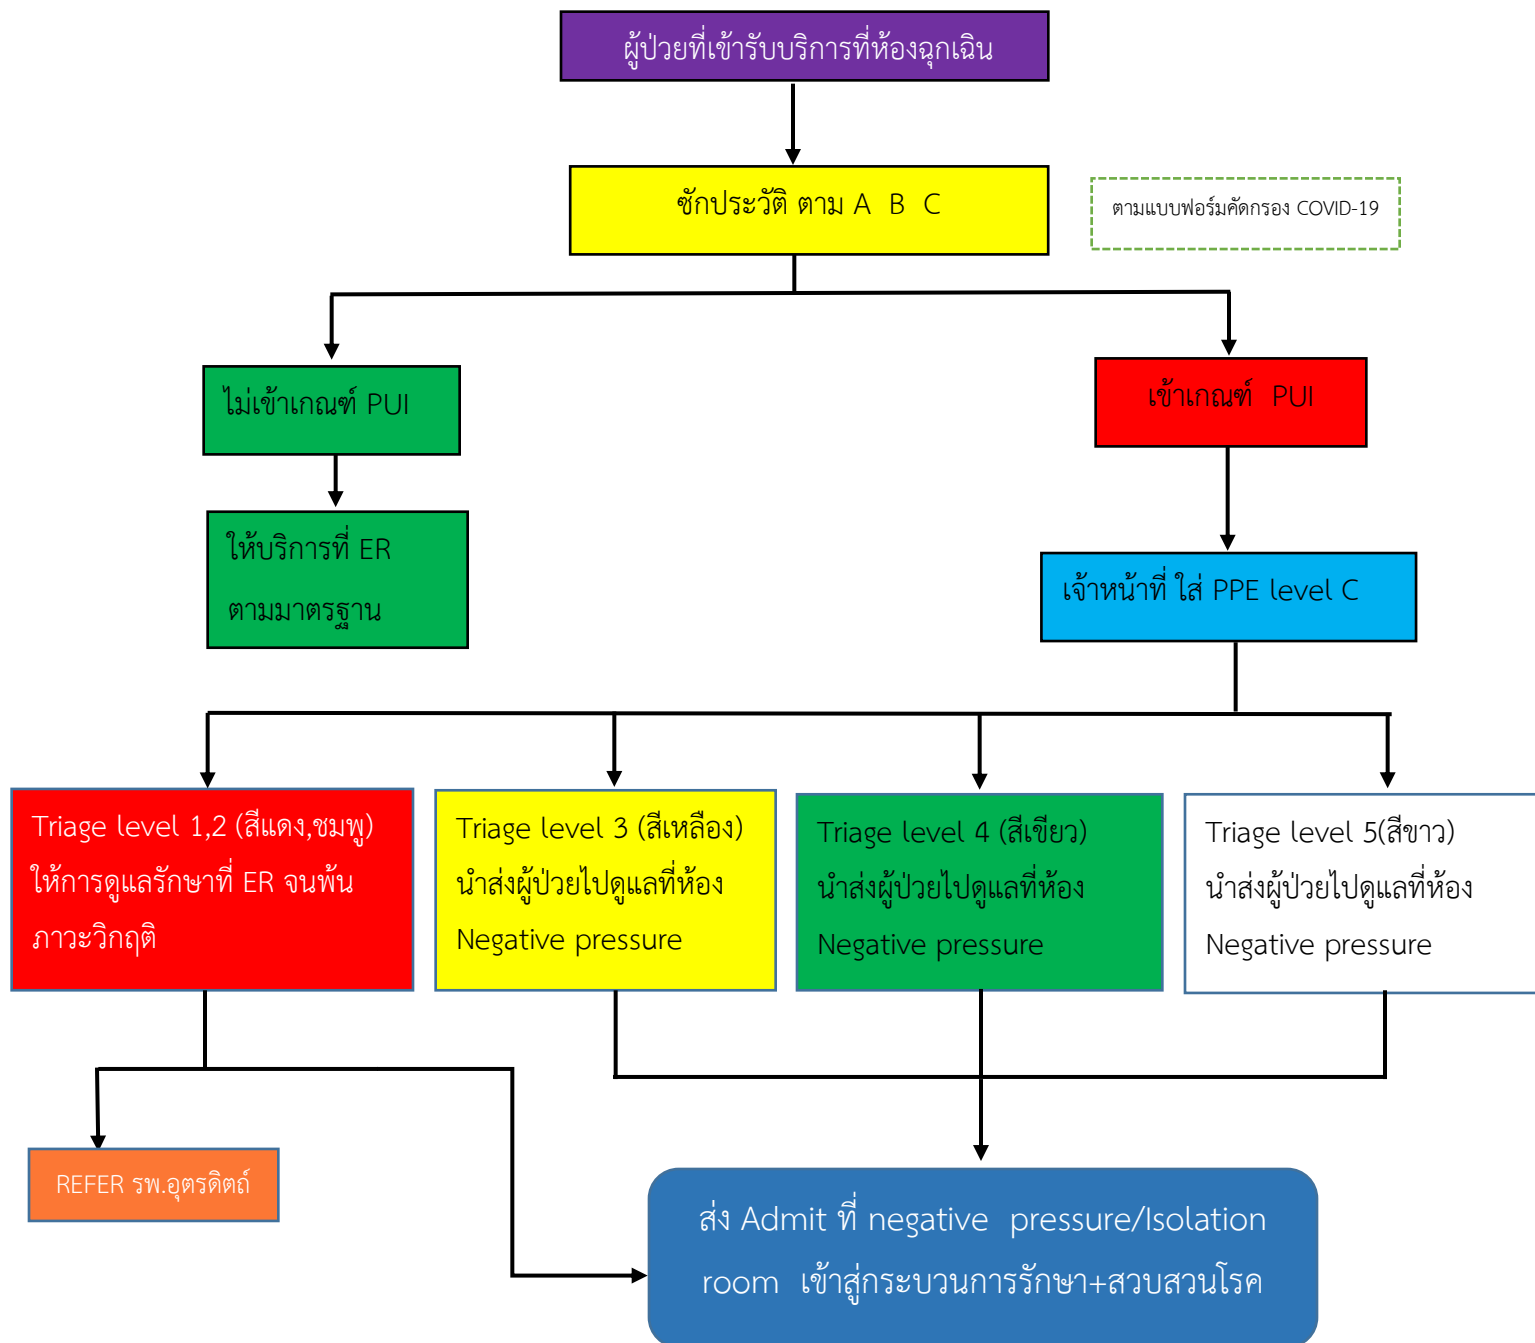 ผู้ป่วยที่เข้ารับบริการที่ห้องฉุกเฉิน
ซักประวัติ ตาม A B C
ตามแบบฟอร์มคัดกรอง COVID-19
ไม่เข้าเกณฑ์ PUI
เข้าเกณฑ์ PUI
ให้บริการที่ ER
ตามมาตรฐาน
เจ้าหน้าที่ ใส่ PPE level C
Triage level 1,2 (สีแดง,ชมพู)
ให้การดูแลรักษาที่ ER จนพ้น
ภาวะวิกฤติ
Triage level 3 (สีเหลือง)
นำส่งผู้ป่วยไปดูแลที่ห้อง
Negative pressure
Triage level 4 (สีเขียว)
นำส่งผู้ป่วยไปดูแลที่ห้อง
Negative pressure
Triage level 5(สีขาว)
นำส่งผู้ป่วยไปดูแลที่ห้อง
Negative pressure
REFER รพ.อุตรดิตถ์
ส่ง Admit ที่ negative pressure/Isolation
room เข้าสู่กระบวนการรักษา+สวบสวนโรค